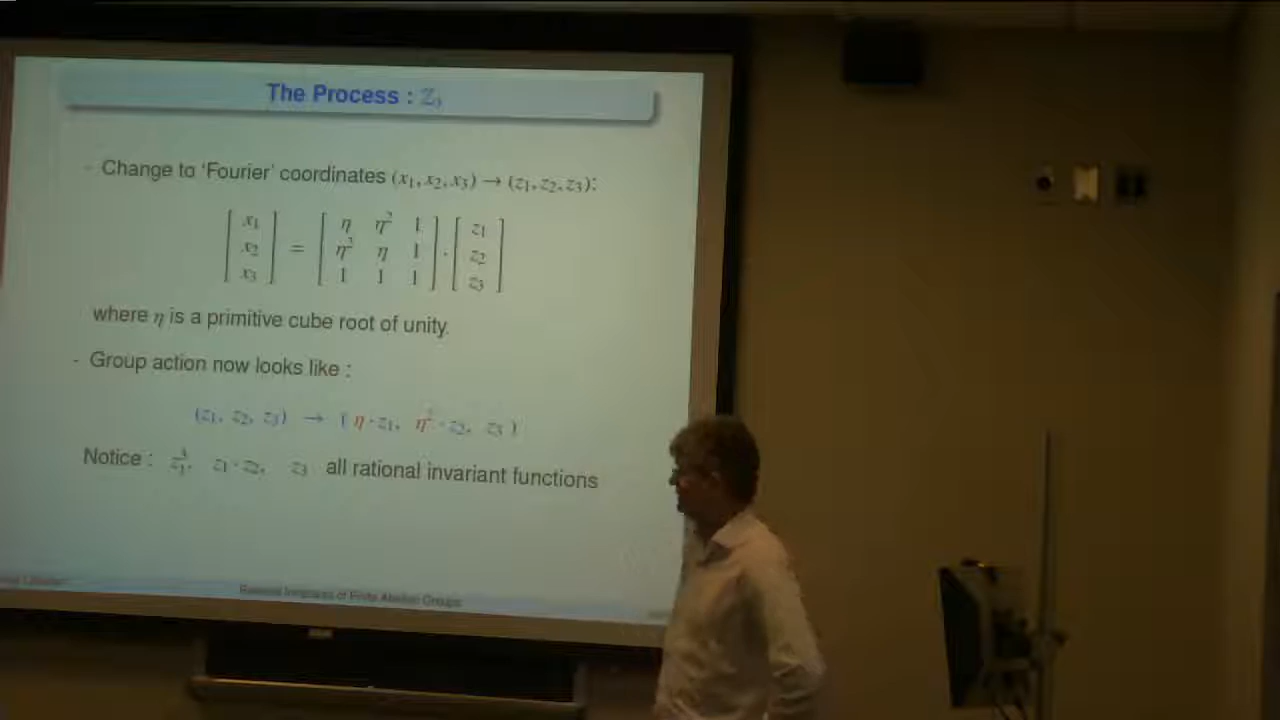 The Process : ℤ₃
- Change to ‘Fourier’ coordinates (x₁, x₂, x₃) → (z₁, z₂, z₃):
[ x₁ x₂ x₃ ] = [ η η² 1 ; η² η 1 ; 1 1 1 ] · [ z₁ z₂ z₃ ]
where η is a primitive cube root of unity.
- Group action now looks like :
(z₁, z₂, z₃) → ( η · z₁, η² · z₂, z₃ )
Notice : z₁³, z₁ · z₂, z₃ all rational invariant functions
Rational Invariants of Finite Abelian Groups